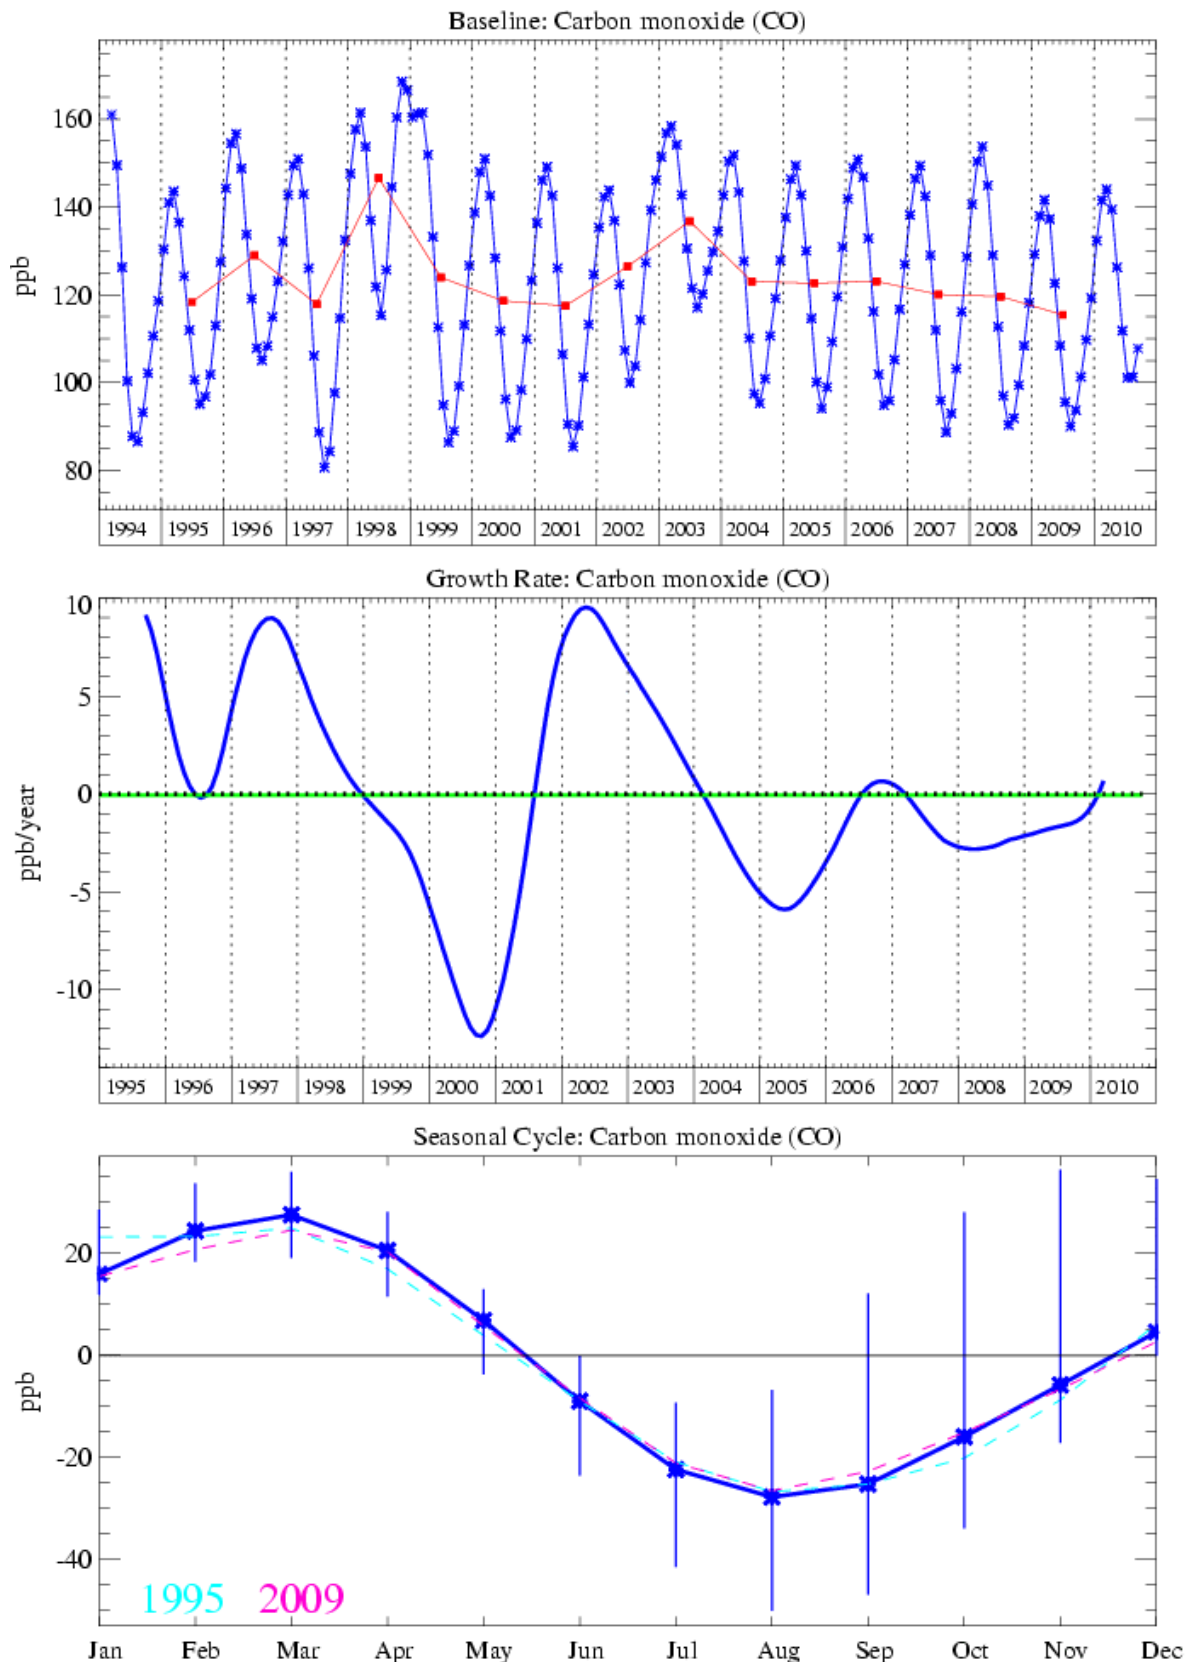 Baseline: Carbon monoxide (CO)
160
140
120
100
80
ppb
1994 1995 1996 1997 1998 1999 2000 2001 2002 2003 2004 2005 2006 2007 2008 2009 2010
Growth Rate: Carbon monoxide (CO)
10
5
0
-5
-10
ppb/year
1995 1996 1997 1998 1999 2000 2001 2002 2003 2004 2005 2006 2007 2008 2009 2010
Seasonal Cycle: Carbon monoxide (CO)
20
0
-20
-40
ppb
1995 2009
Jan Feb Mar Apr May Jun Jul Aug Sep Oct Nov Dec